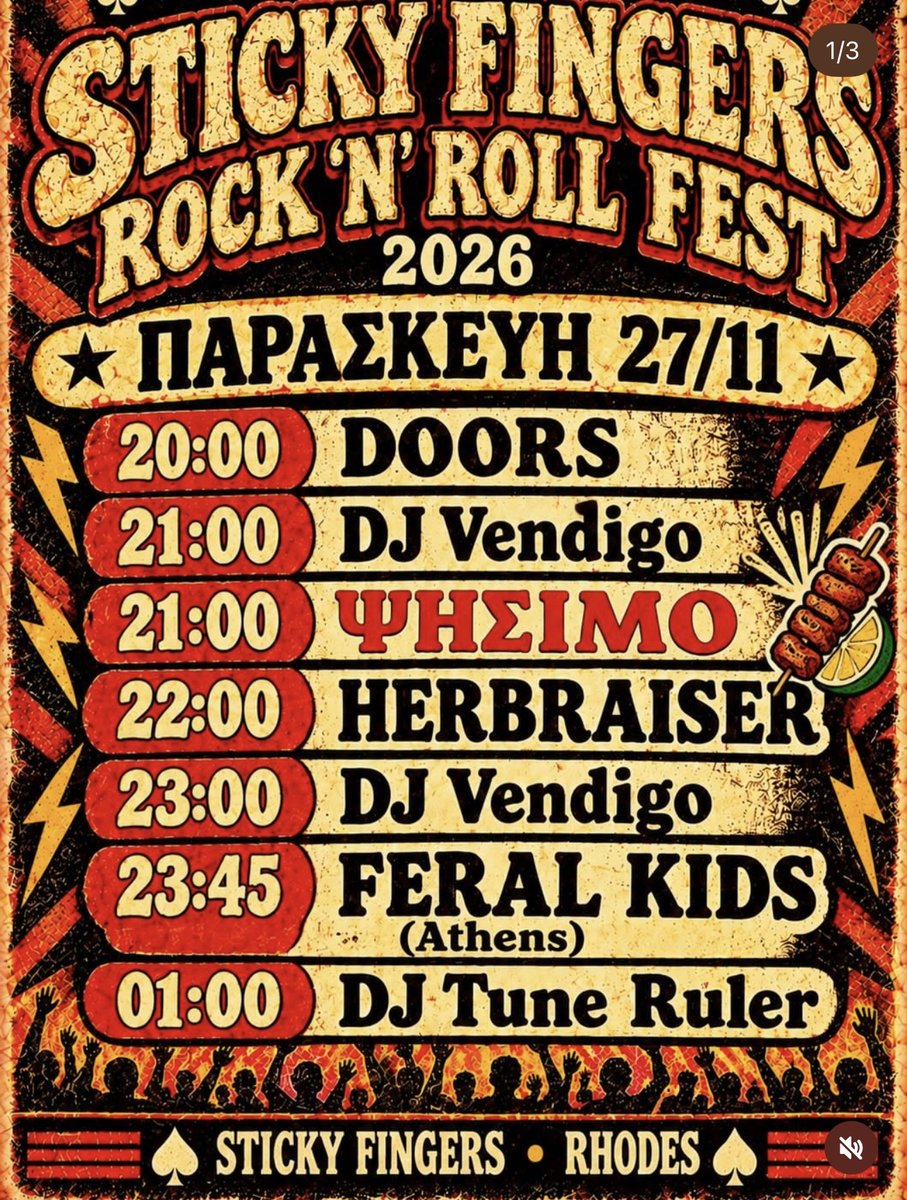 1/3
STICKY FINGERS
ROCK 'N' ROLL FEST
2026
★ ΠΑΡΑΣΚΕΥΗ 27/11 ★
20:00 DOORS
21:00 DJ Vendigo
21:00 ΨΗΣΙΜΟ
22:00 HERBRAISER
23:00 DJ Vendigo
23:45 FERAL KIDS
(Athens)
01:00 DJ Tune Ruler
STICKY FINGERS • RHODES